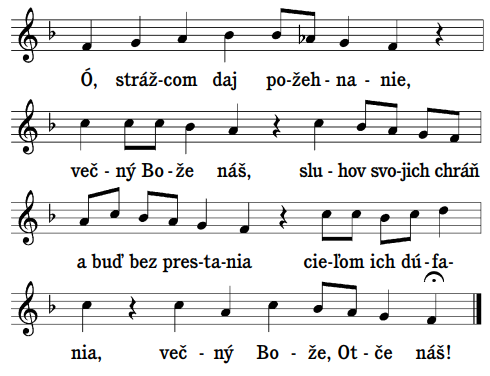 Ó, stráž-com daj po-žeh-na-nie,
več-ný Bo-že náš, slu-hov svo-jich chráň
a buď bez pres-ta-nia cie-ľom ich dú-fa-
nia, več-ný Bo-že, Ot-če náš!